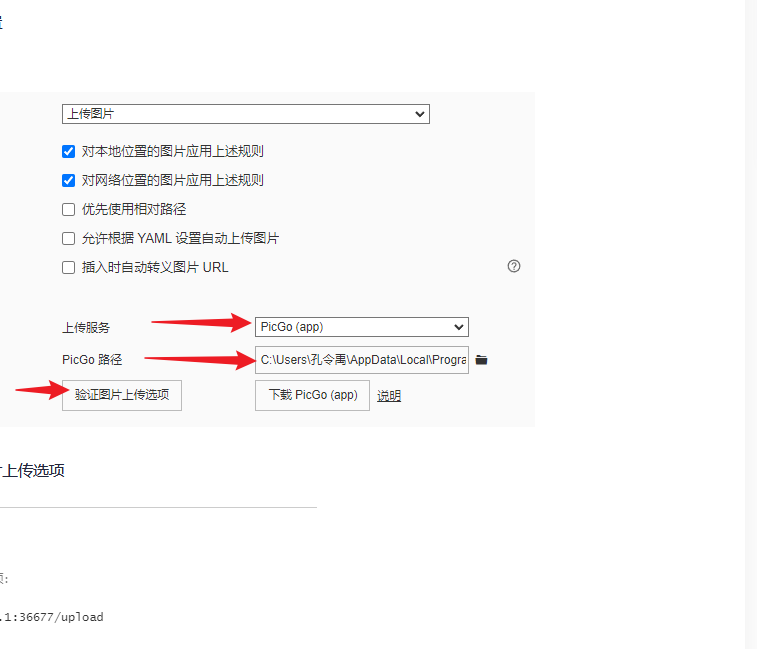 上传图片
对本地位置的图片应用上述规则
对网络位置的图片应用上述规则
优先使用相对路径
允许根据 YAML 设置自动上传图片
插入时自动转义图片 URL
上传服务 PicGo (app)
PicGo 路径 C:\Users\孔令禹\AppData\Local\Progra
验证图片上传选项 下载 PicGo (app) 说明
上传选项
.1:36677/upload